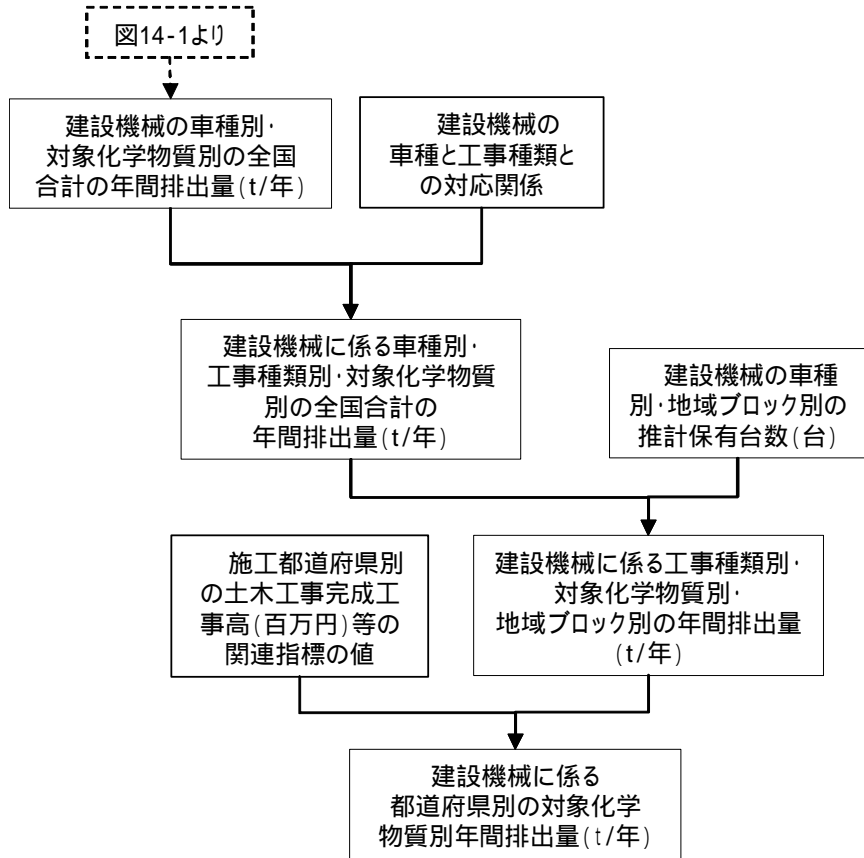 図14-1より
建設機械の車種別・
対象化学物質別の全国
合計の年間排出量(t/年)
建設機械の
車種と工事種類と
の対応関係
建設機械に係る車種別・
工事種類別・対象化学物質
別の全国合計の
年間排出量(t/年)
建設機械の車種
別・地域ブロック別の
推計保有台数(台)
施工都道府県別
の土木工事完成工
事高(百万円)等の
関連指標の値
建設機械に係る工事種類別・
対象化学物質別・
地域ブロック別の年間排出量
(t/年)
建設機械に係る
都道府県別の対象化学
物質別年間排出量(t/年)